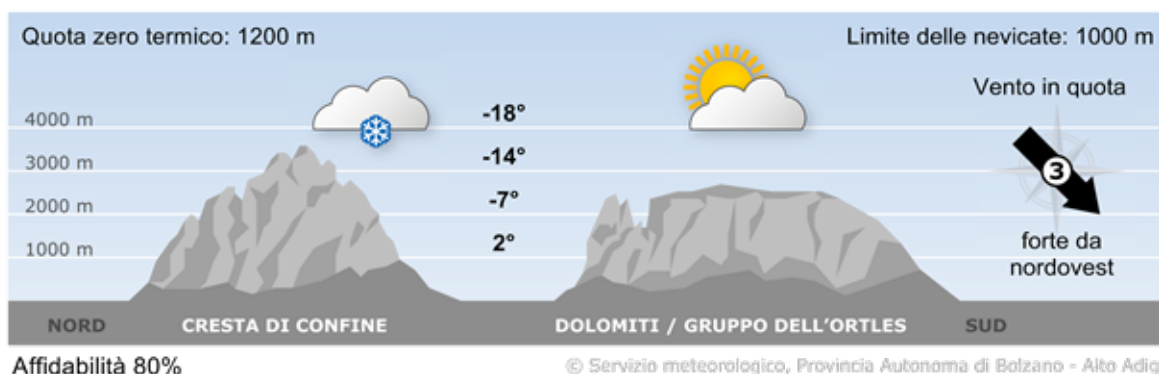 Quota zero termico: 1200 m
Limite delle nevicate: 1000 m
Vento in quota
4000 m
-18°
3000 m
-14°
3
2000 m
-7°
1000 m
2°
forte da
nordovest
NORD
CRESTA DI CONFINE
DOLOMITI / GRUPPO DELL'ORTLES
SUD
Affidabilità 80%
© Servizio meteorologico, Provincia Autonoma di Bolzano - Alto Adig